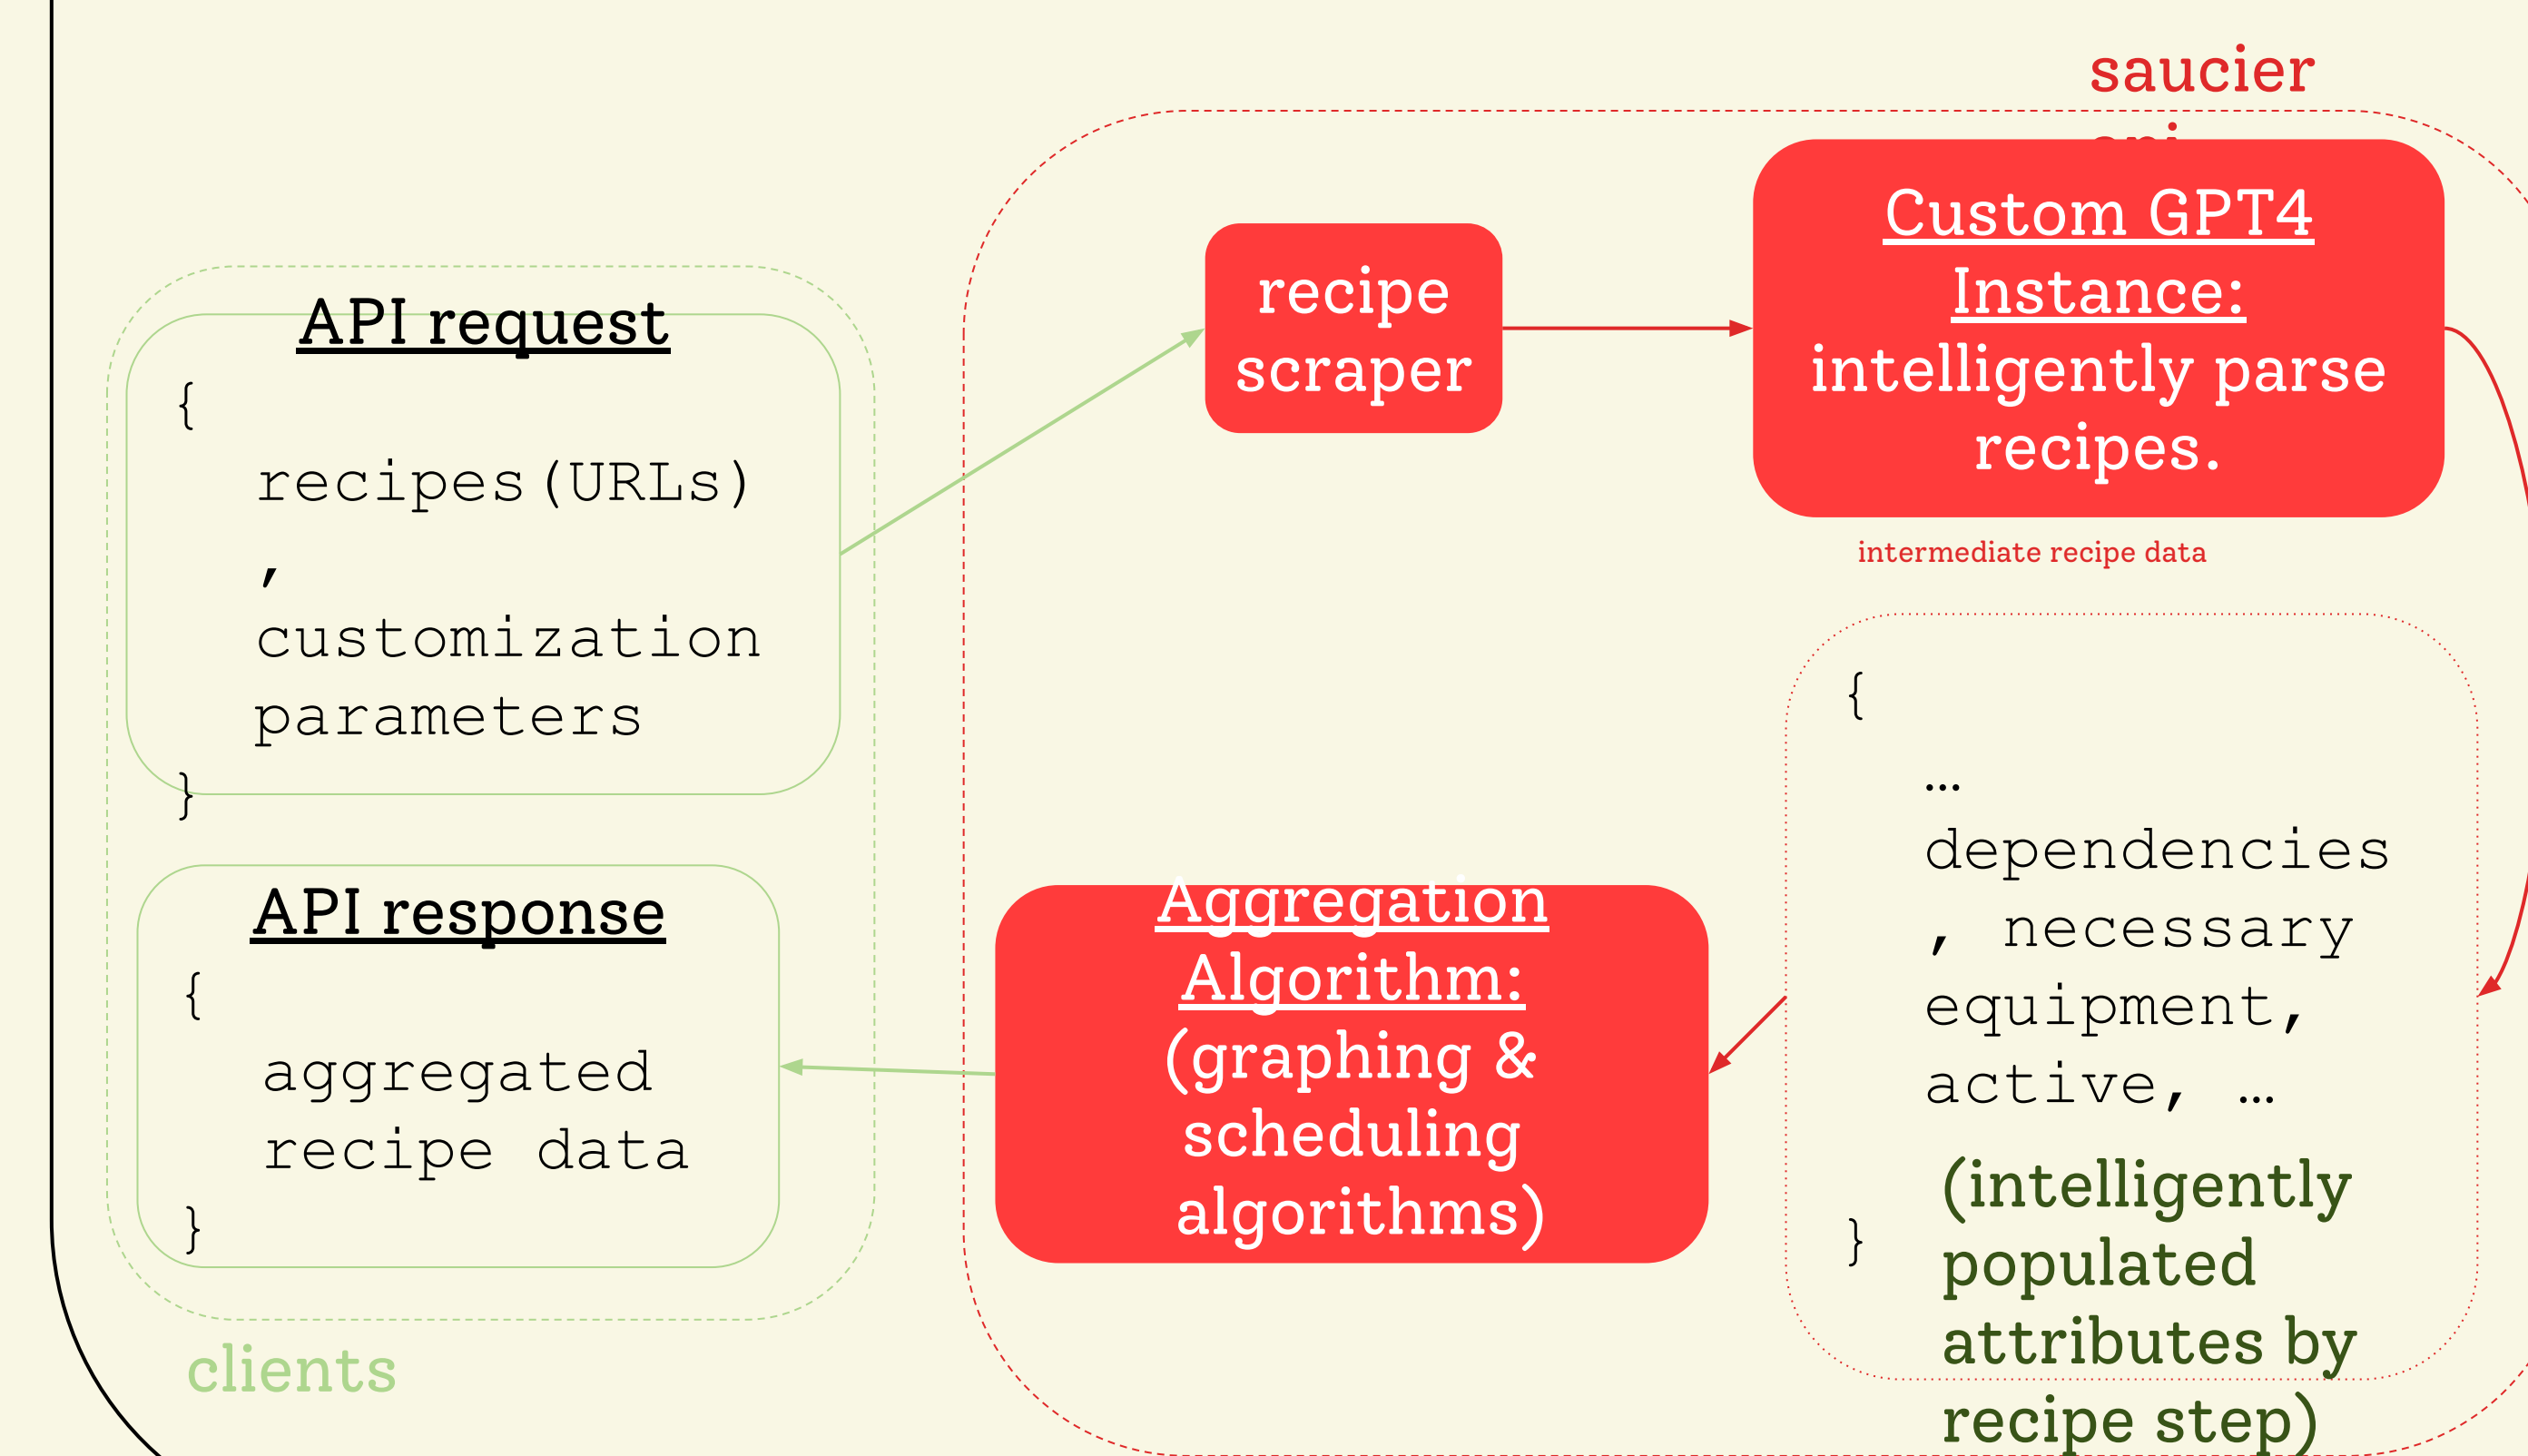 saucier
API request
{
recipes(URLs)
,
customization
parameters
}
API response
{
aggregated
recipe data
}
clients
recipe
scraper
Custom GPT4
Instance:
intelligently parse
recipes.
intermediate recipe data
{
…
dependencies
, necessary
equipment,
active, …
}
(intelligently
populated
attributes by
recipe step)
Aggregation
Algorithm:
(graphing &
scheduling
algorithms)